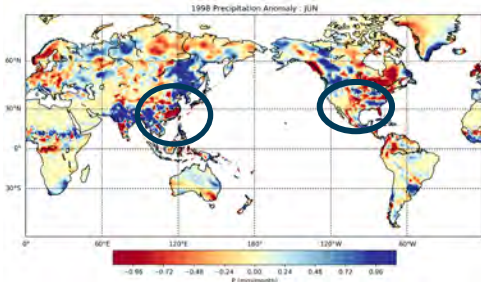 1998 Precipitation Anomaly : JUN
60°N
30°N
0°
30°S
0° 60°E 120°E 180° 120°W 60°W
-0.96 -0.72 -0.48 -0.24 0.00 0.24 0.48 0.72 0.96